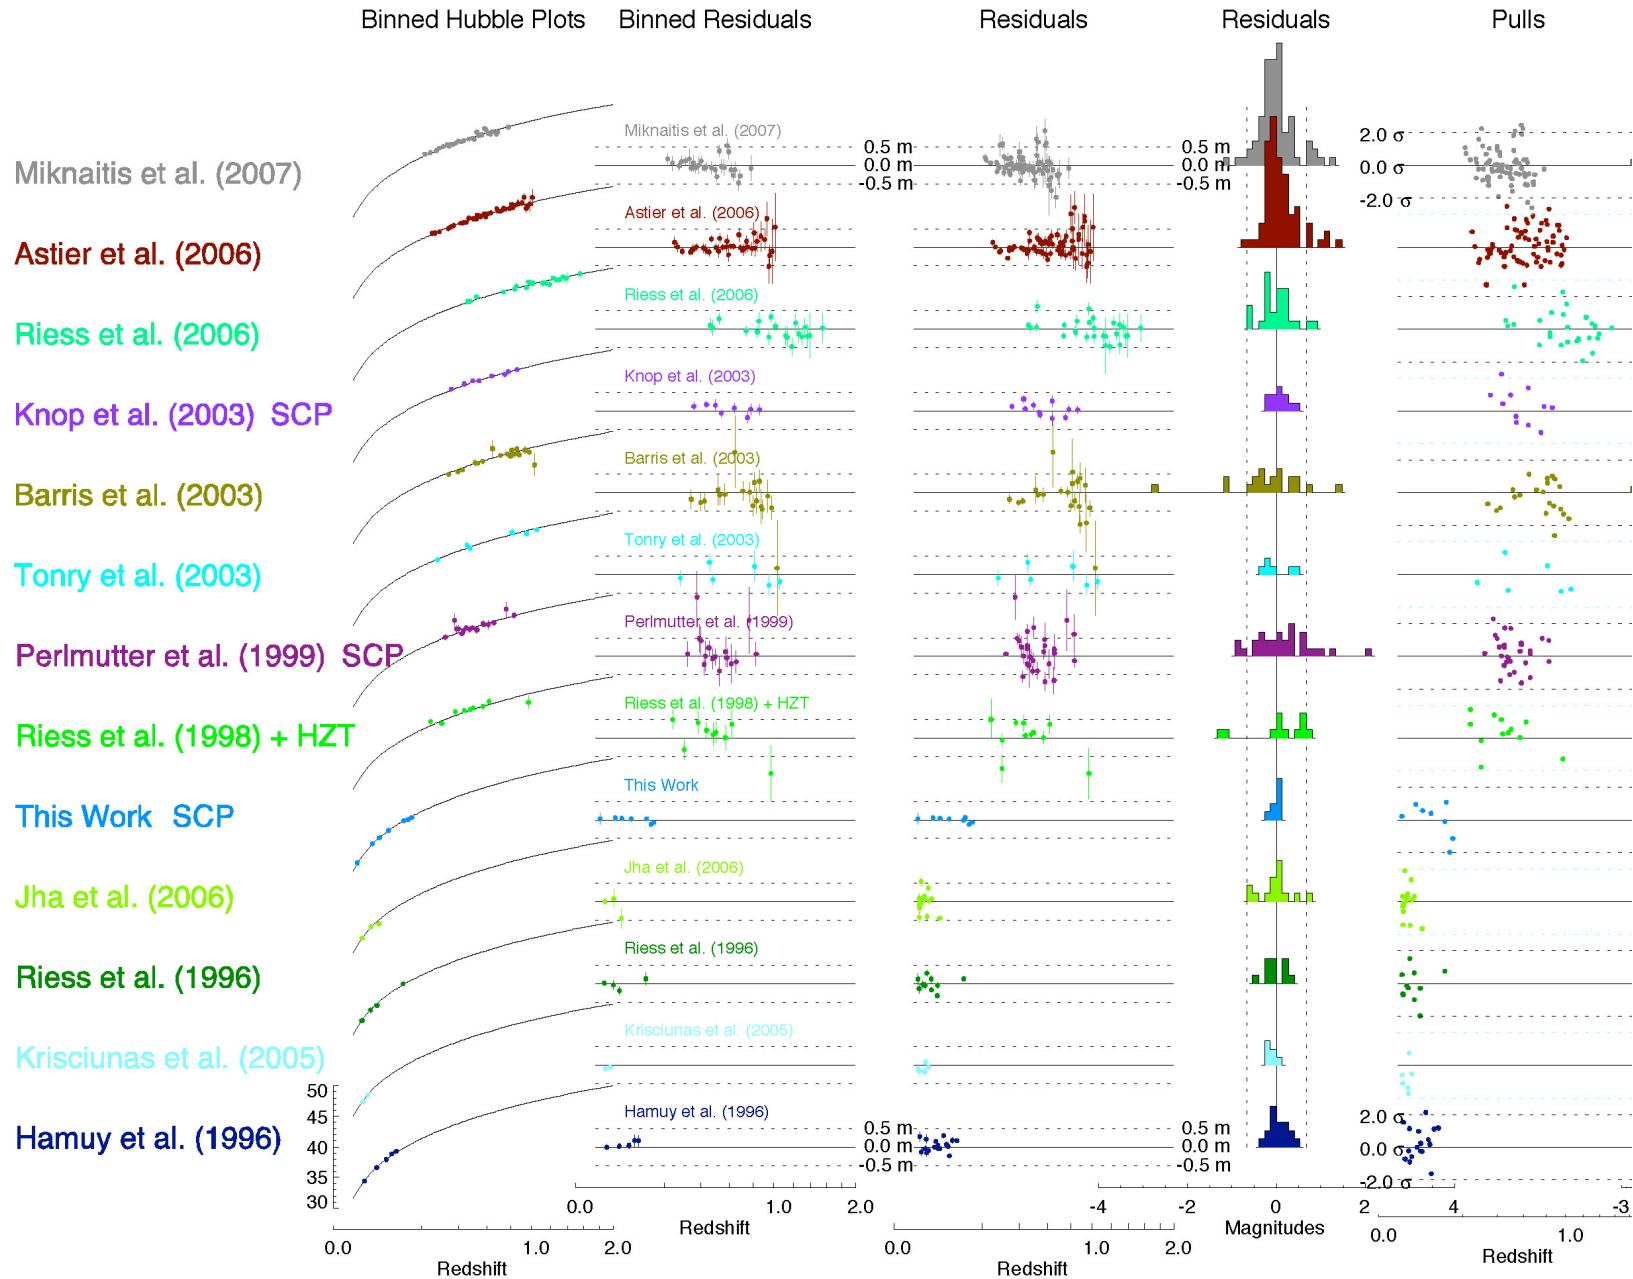 Binned Hubble Plots Binned Residuals Residuals Residuals Pulls
Miknaitis et al. (2007)
Miknaitis et al. (2007)
0.5 m
0.0 m
-0.5 m
0.5 m
0.0 m
-0.5 m
2.0 σ
0.0 σ
-2.0 σ
Astier et al. (2006)
Astier et al. (2006)
Riess et al. (2006)
Riess et al. (2006)
Knop et al. (2003) SCP
Knop et al. (2003)
Barris et al. (2003)
Barris et al. (2003)
Tonry et al. (2003)
Tonry et al. (2003)
Perlmutter et al. (1999) SCP
Perlmutter et al. (1999)
Riess et al. (1998) + HZT
Riess et al. (1998) + HZT
This Work SCP
This Work
Jha et al. (2006)
Jha et al. (2006)
Riess et al. (1996)
Riess et al. (1996)
Krisciunas et al. (2005)
Krisciunas et al. (2005)
Hamuy et al. (1996)
Hamuy et al. (1996)
50
45
40
35
30
0.5 m
0.0 m
-0.5 m
0.5 m
0.0 m
-0.5 m
2.0 σ
0.0 σ
-2.0 σ
0.0 1.0 2.0
Redshift
0.0 1.0 2.0
Redshift
-4 -2 0 2 4
Magnitudes
-3
0.0 1.0 2.0
Redshift
0.0 1.0
Redshift